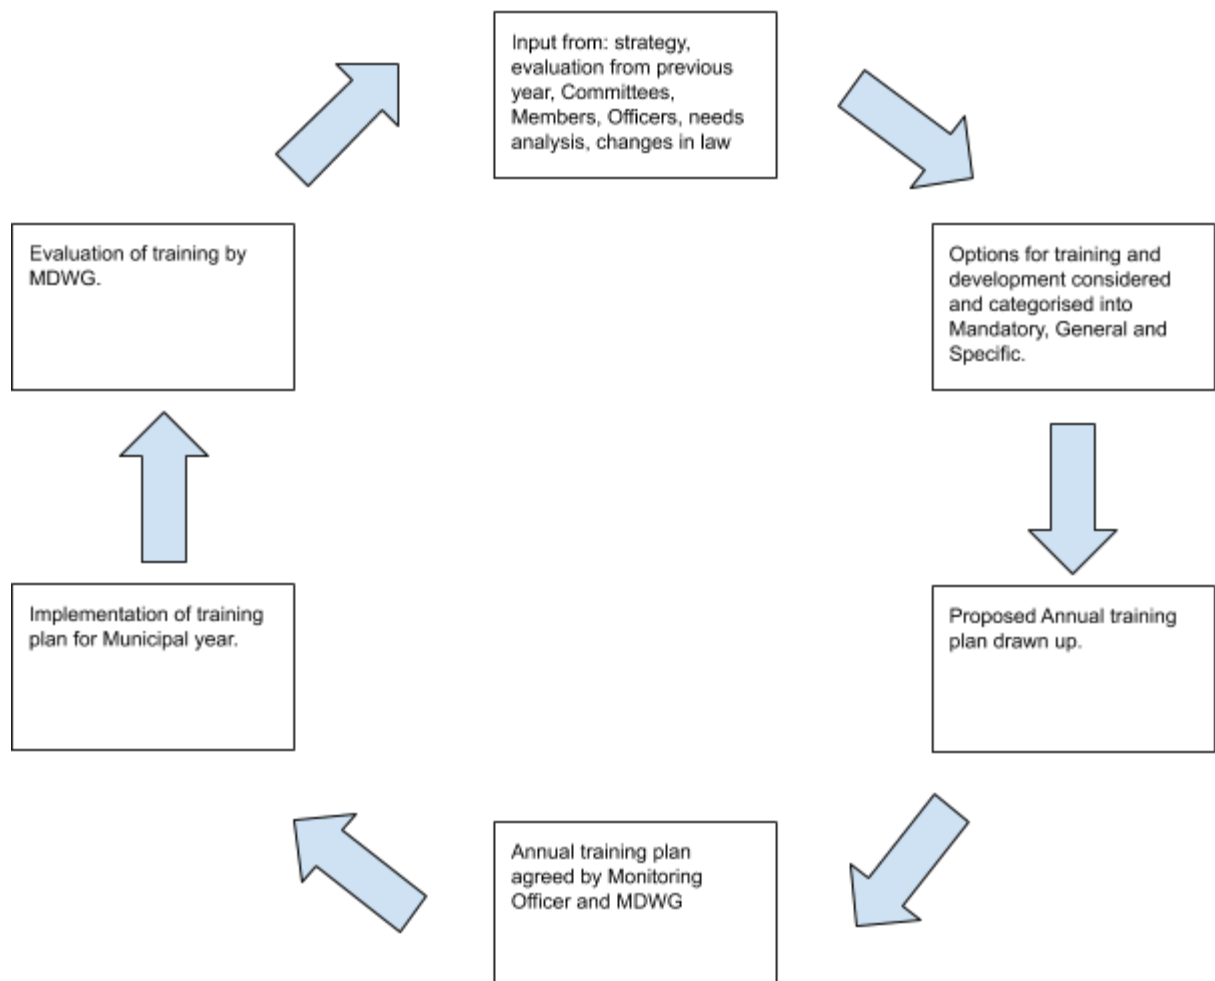 Input from: strategy,
evaluation from previous
year, Committees,
Members, Officers, needs
analysis, changes in law
Options for training and
development considered
and categorised into
Mandatory, General and
Specific.
Proposed Annual training
plan drawn up.
Annual training plan
agreed by Monitoring
Officer and MDWG
Implementation of training
plan for Municipal year.
Evaluation of training by
MDWG.